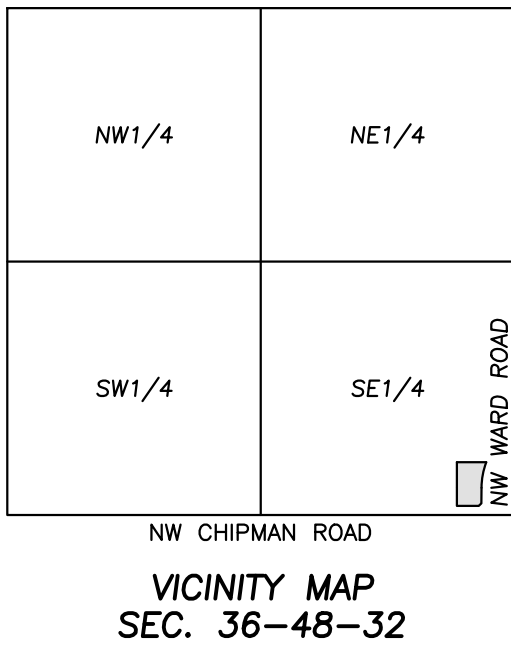 NW1/4
NE1/4
SW1/4
SE1/4
NW WARD ROAD
NW CHIPMAN ROAD
VICINITY MAP
SEC. 36-48-32